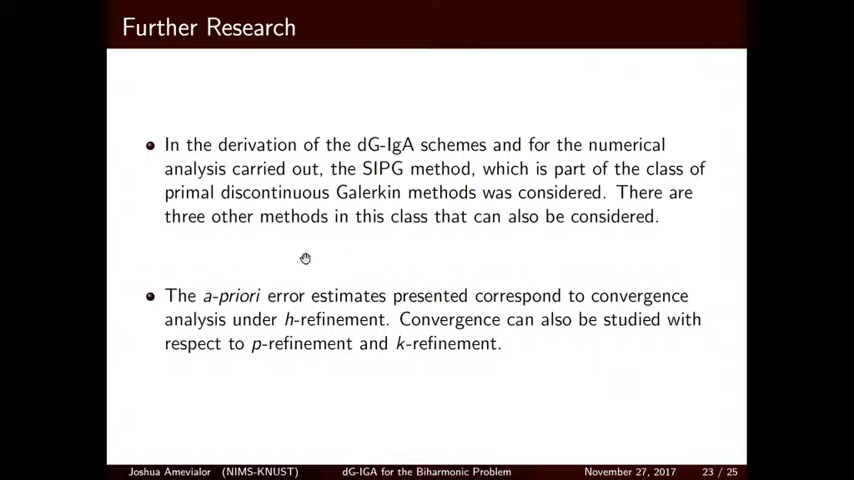 Further Research
In the derivation of the dG-IgA schemes and for the numerical
analysis carried out, the SIPG method, which is part of the class of
primal discontinuous Galerkin methods was considered. There are
three other methods in this class that can also be considered.
The a-priori error estimates presented correspond to convergence
analysis under h-refinement. Convergence can also be studied with
respect to p-refinement and k-refinement.
Joshua Amevialor (NIMS-KNUST) dG-IGA for the Biharmonic Problem November 27, 2017 23 / 25